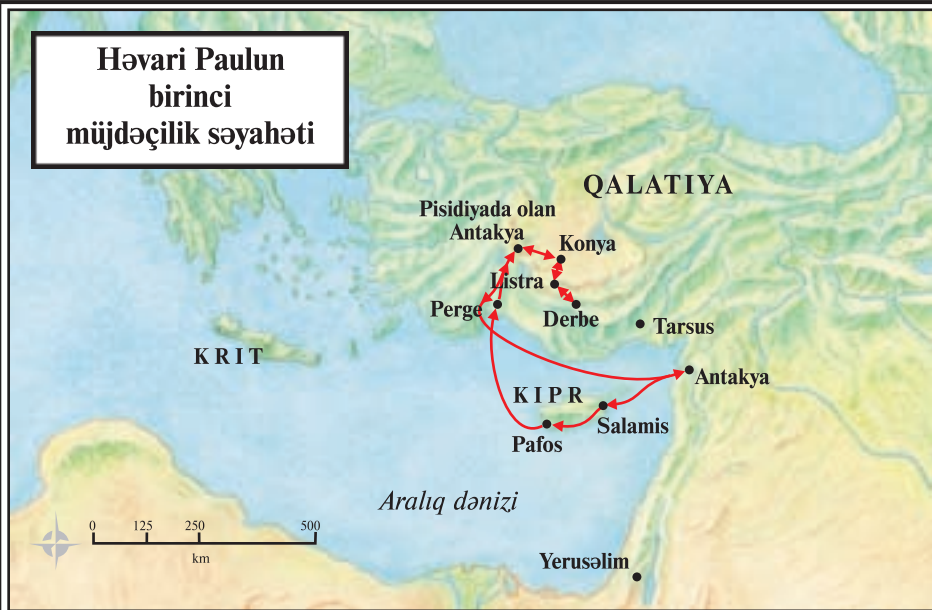 Həvari Paulun
birinci
müjdəçilik səyahəti
QALATIYA
Pisidiyada olan
Antakya
Konya
Listra
Perge
Derbe
Tarsus
KRIT
Antakya
KIPR
Salamis
Pafos
Aralıq dənizi
0 125 250 500
km
Yerusəlim